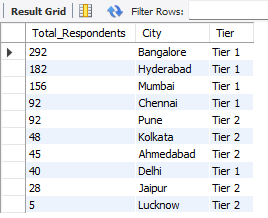 Result Grid Filter Rows:
Total_Respondents City Tier
292 Bangalore Tier 1
182 Hyderabad Tier 1
156 Mumbai Tier 1
92 Chennai Tier 1
92 Pune Tier 2
48 Kolkata Tier 2
45 Ahmedabad Tier 2
40 Delhi Tier 1
28 Jaipur Tier 2
5 Lucknow Tier 2